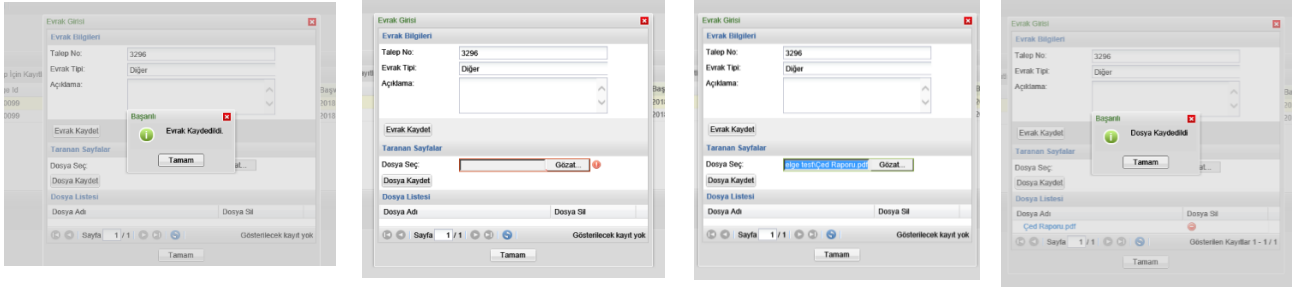 Evrak Girişi
Evrak Bilgileri
Talep No: 3296
Evrak Tipi: Diğer
Açıklama:
Başarılı
Evrak Kaydedildi.
Tamam
Evrak Kaydet
Taranan Sayfalar
Dosya Seç:
Dosya Kaydet
Dosya Listesi
Dosya Adı Dosya Sil
Sayfa 1 / 1 Gösterilecek kayıt yok
Tamam
Evrak Girişi
Evrak Bilgileri
Talep No: 3296
Evrak Tipi: Diğer
Açıklama:
Evrak Kaydet
Taranan Sayfalar
Dosya Seç: Gözat...
Dosya Kaydet
Dosya Listesi
Dosya Adı Dosya Sil
Sayfa 1 / 1 Gösterilecek kayıt yok
Tamam
Evrak Girişi
Evrak Bilgileri
Talep No: 3296
Evrak Tipi: Diğer
Açıklama:
Evrak Kaydet
Taranan Sayfalar
Dosya Seç: elge test\Çed Raporu.pdf Gözat...
Dosya Kaydet
Dosya Listesi
Dosya Adı Dosya Sil
Sayfa 1 / 1 Gösterilecek kayıt yok
Tamam
Evrak Girişi
Evrak Bilgileri
Talep No: 3296
Evrak Tipi: Diğer
Açıklama:
Başarılı
Dosya Kaydedildi
Tamam
Evrak Kaydet
Taranan Sayfalar
Dosya Seç:
Dosya Kaydet
Dosya Listesi
Dosya Adı Dosya Sil
Çed Raporu.pdf
Sayfa 1 / 1 Gösterilen Kayıtlar 1 - 1 / 1
Tamam